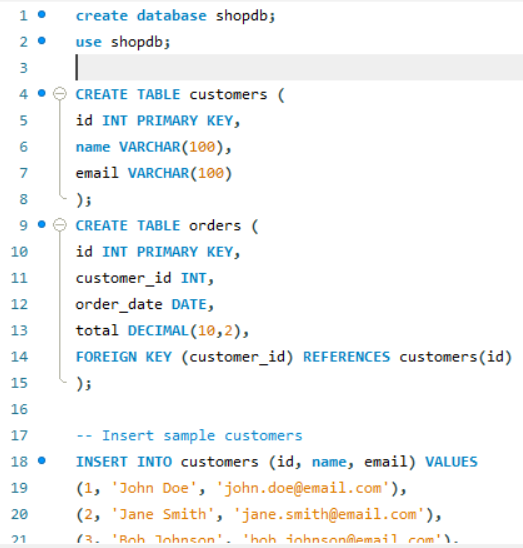 1 create database shopdb;
2 use shopdb;
3
4 CREATE TABLE customers (
5 id INT PRIMARY KEY,
6 name VARCHAR(100),
7 email VARCHAR(100)
8 );
9 CREATE TABLE orders (
10 id INT PRIMARY KEY,
11 customer_id INT,
12 order_date DATE,
13 total DECIMAL(10,2),
14 FOREIGN KEY (customer_id) REFERENCES customers(id)
15 );
16
17 -- Insert sample customers
18 INSERT INTO customers (id, name, email) VALUES
19 (1, 'John Doe', 'john.doe@email.com'),
20 (2, 'Jane Smith', 'jane.smith@email.com'),
21 (3, 'Bob Johnson', 'bob.johnson@email.com'),